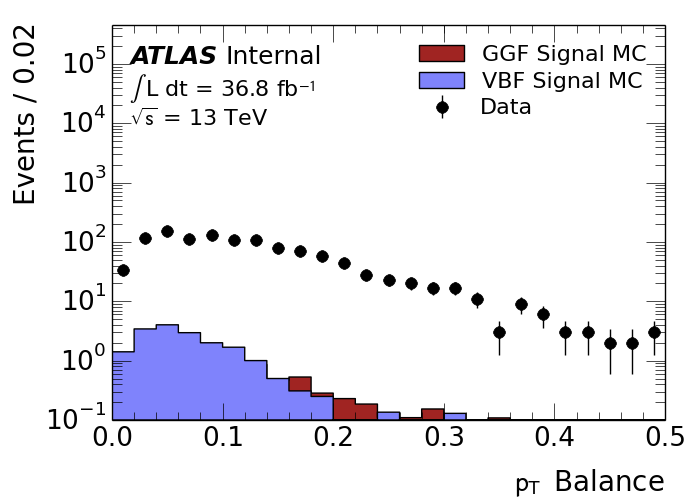 Events / 0.02
10⁵
10⁴
10³
10²
10¹
10⁰
10⁻¹
ATLAS Internal
∫L dt = 36.8 fb⁻¹
√s = 13 TeV
GGF Signal MC
VBF Signal MC
Data
0.0 0.1 0.2 0.3 0.4 0.5
p_T Balance